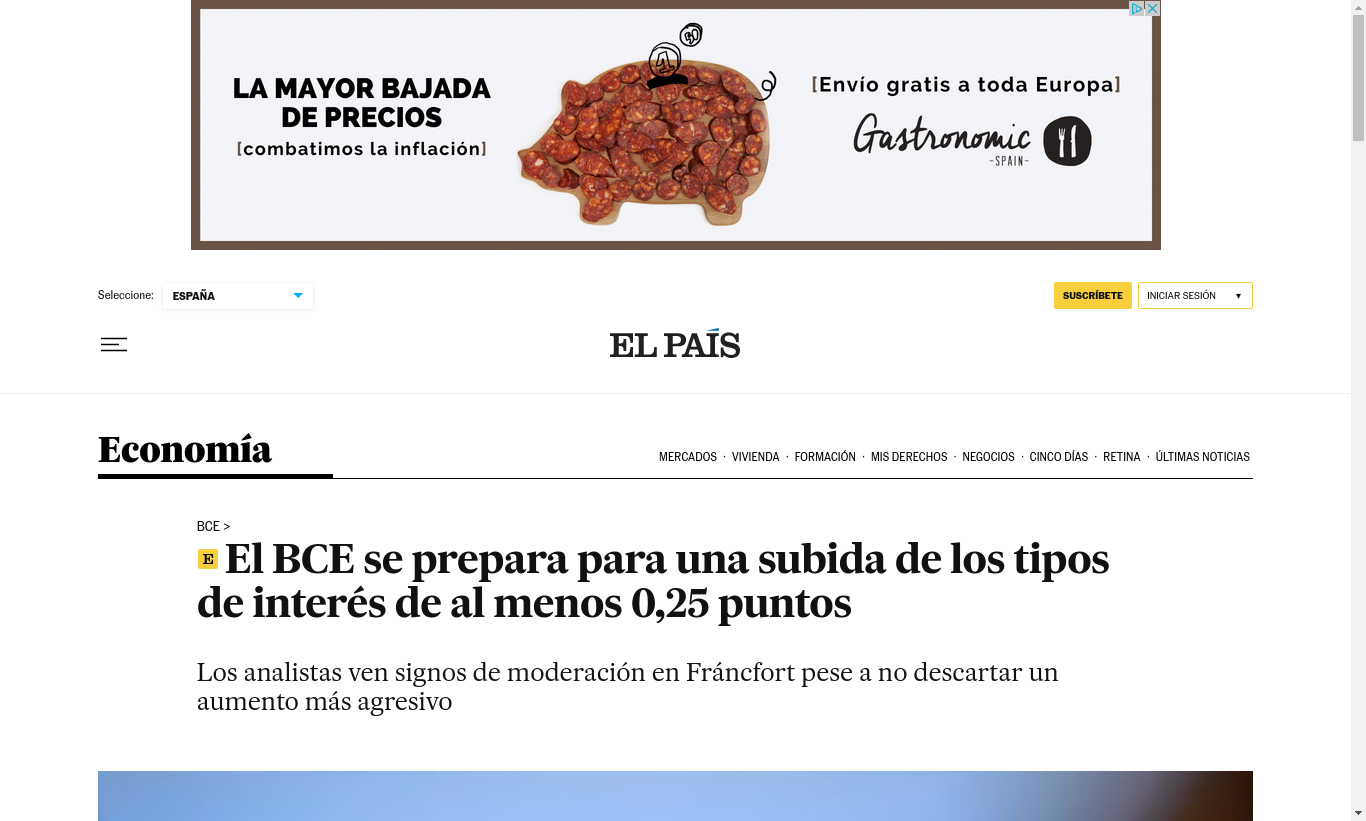 LA MAYOR BAJADA
DE PRECIOS
[combatimos la inflación]
[Envío gratis a toda Europa]
Gastronomic
-SPAIN-
Seleccione:
ESPAÑA
SUSCRÍBETE
INICIAR SESIÓN
EL PAÍS
Economía
MERCADOS · VIVIENDA · FORMACIÓN · MIS DERECHOS · NEGOCIOS · CINCO DÍAS · RETINA · ÚLTIMAS NOTICIAS
BCE >
E El BCE se prepara para una subida de los tipos
de interés de al menos 0,25 puntos
Los analistas ven signos de moderación en Fráncfort pese a no descartar un
aumento más agresivo